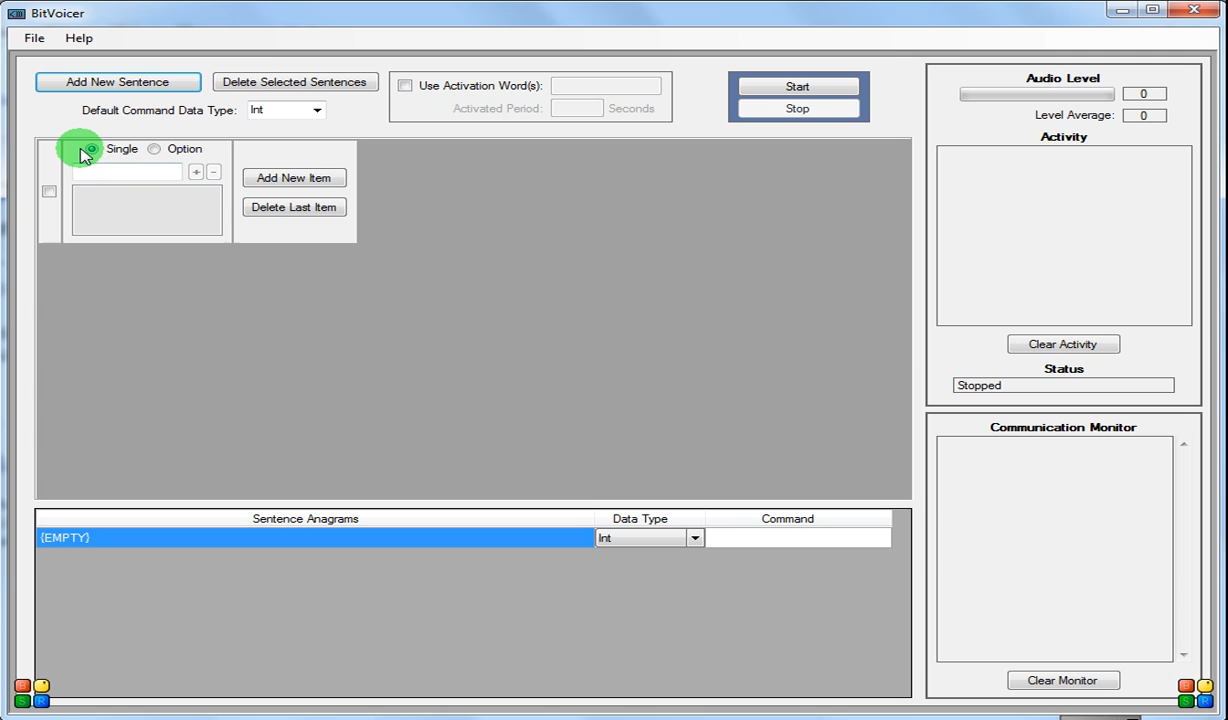 BitVoicer
File Help
Add New Sentence Delete Selected Sentences
Use Activation Word(s):
Default Command Data Type: Int
Activated Period: Seconds
Start
Stop
Single Option
+ -
Add New Item
Delete Last Item
Sentence Anagrams Data Type Command
{EMPTY} Int
Audio Level
0
Level Average: 0
Activity
Clear Activity
Status
Stopped
Communication Monitor
Clear Monitor
B
S R
B
S R